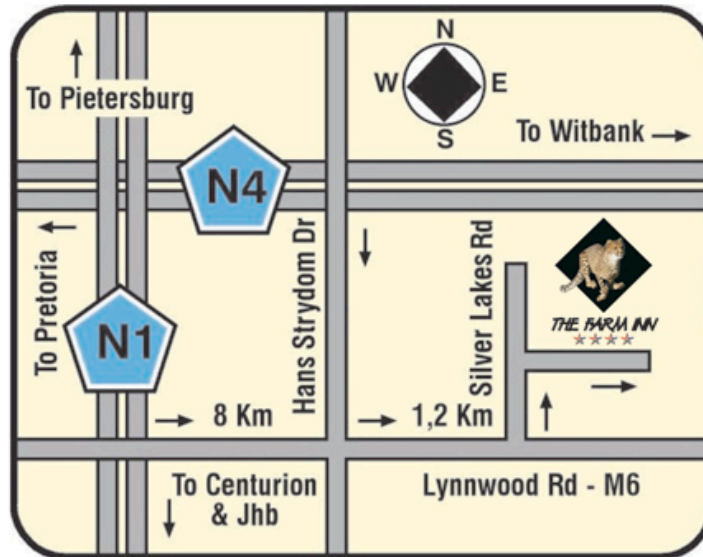 N
W E
S
To Pietersburg
To Witbank
N4
To Pretoria
Hans Strydom Dr
Silver Lakes Rd
THE FARM INN
N1
8 Km
1,2 Km
To Centurion
& Jhb
Lynnwood Rd - M6